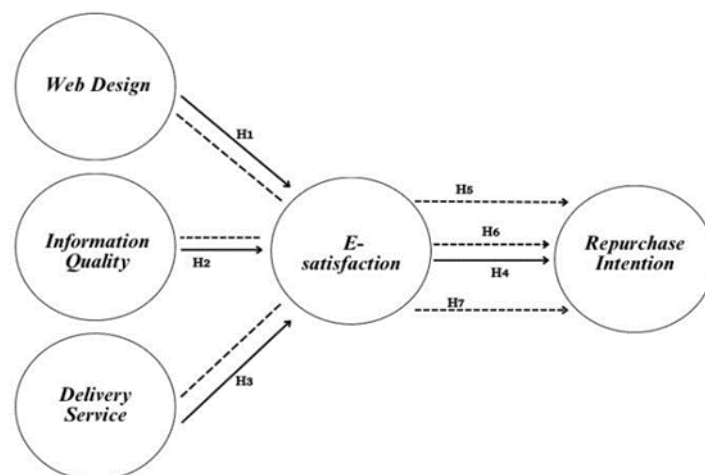 Web Design
H1
H5
Information
Quality
H2
E-
satisfaction
H6
H4
Repurchase
Intention
H7
H3
Delivery
Service